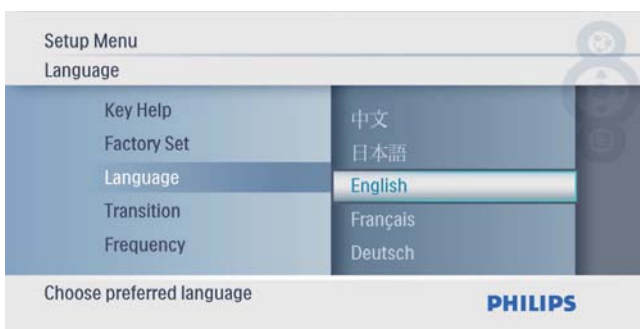 Setup Menu
Language
Key Help
Factory Set
Language
Transition
Frequency
中文
日本語
English
Français
Deutsch
Choose preferred language
PHILIPS